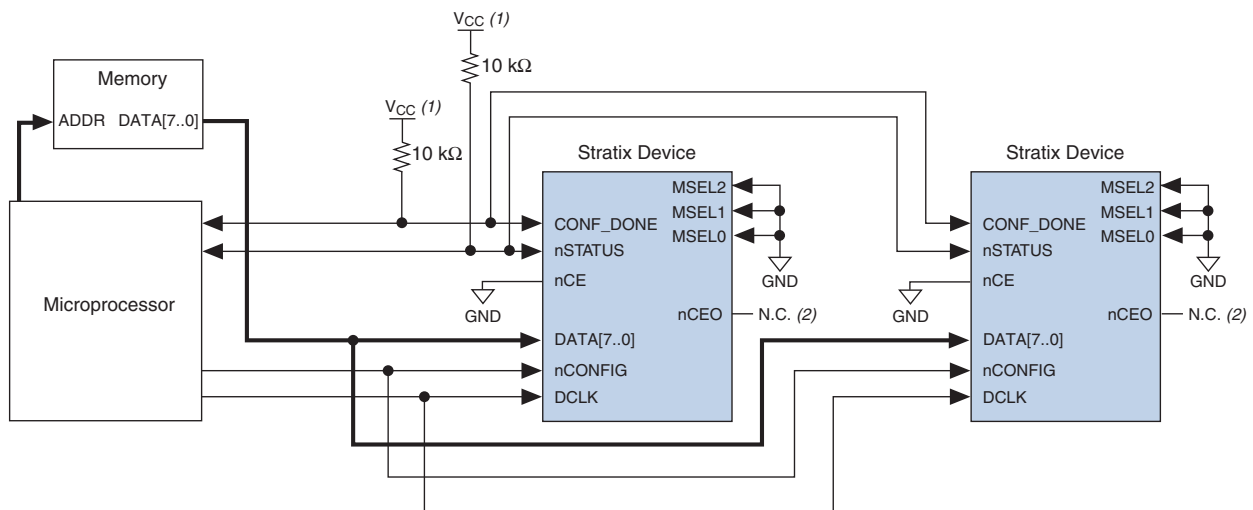 VCC (1)
10 kΩ
Memory
ADDR DATA[7..0]
VCC (1)
10 kΩ
Microprocessor
Stratix Device
MSEL2
MSEL1
MSEL0
CONF_DONE
nSTATUS
nCE
GND
GND
nCEO
N.C. (2)
DATA[7..0]
nCONFIG
DCLK
Stratix Device
MSEL2
MSEL1
MSEL0
CONF_DONE
nSTATUS
nCE
GND
GND
nCEO
N.C. (2)
DATA[7..0]
nCONFIG
DCLK